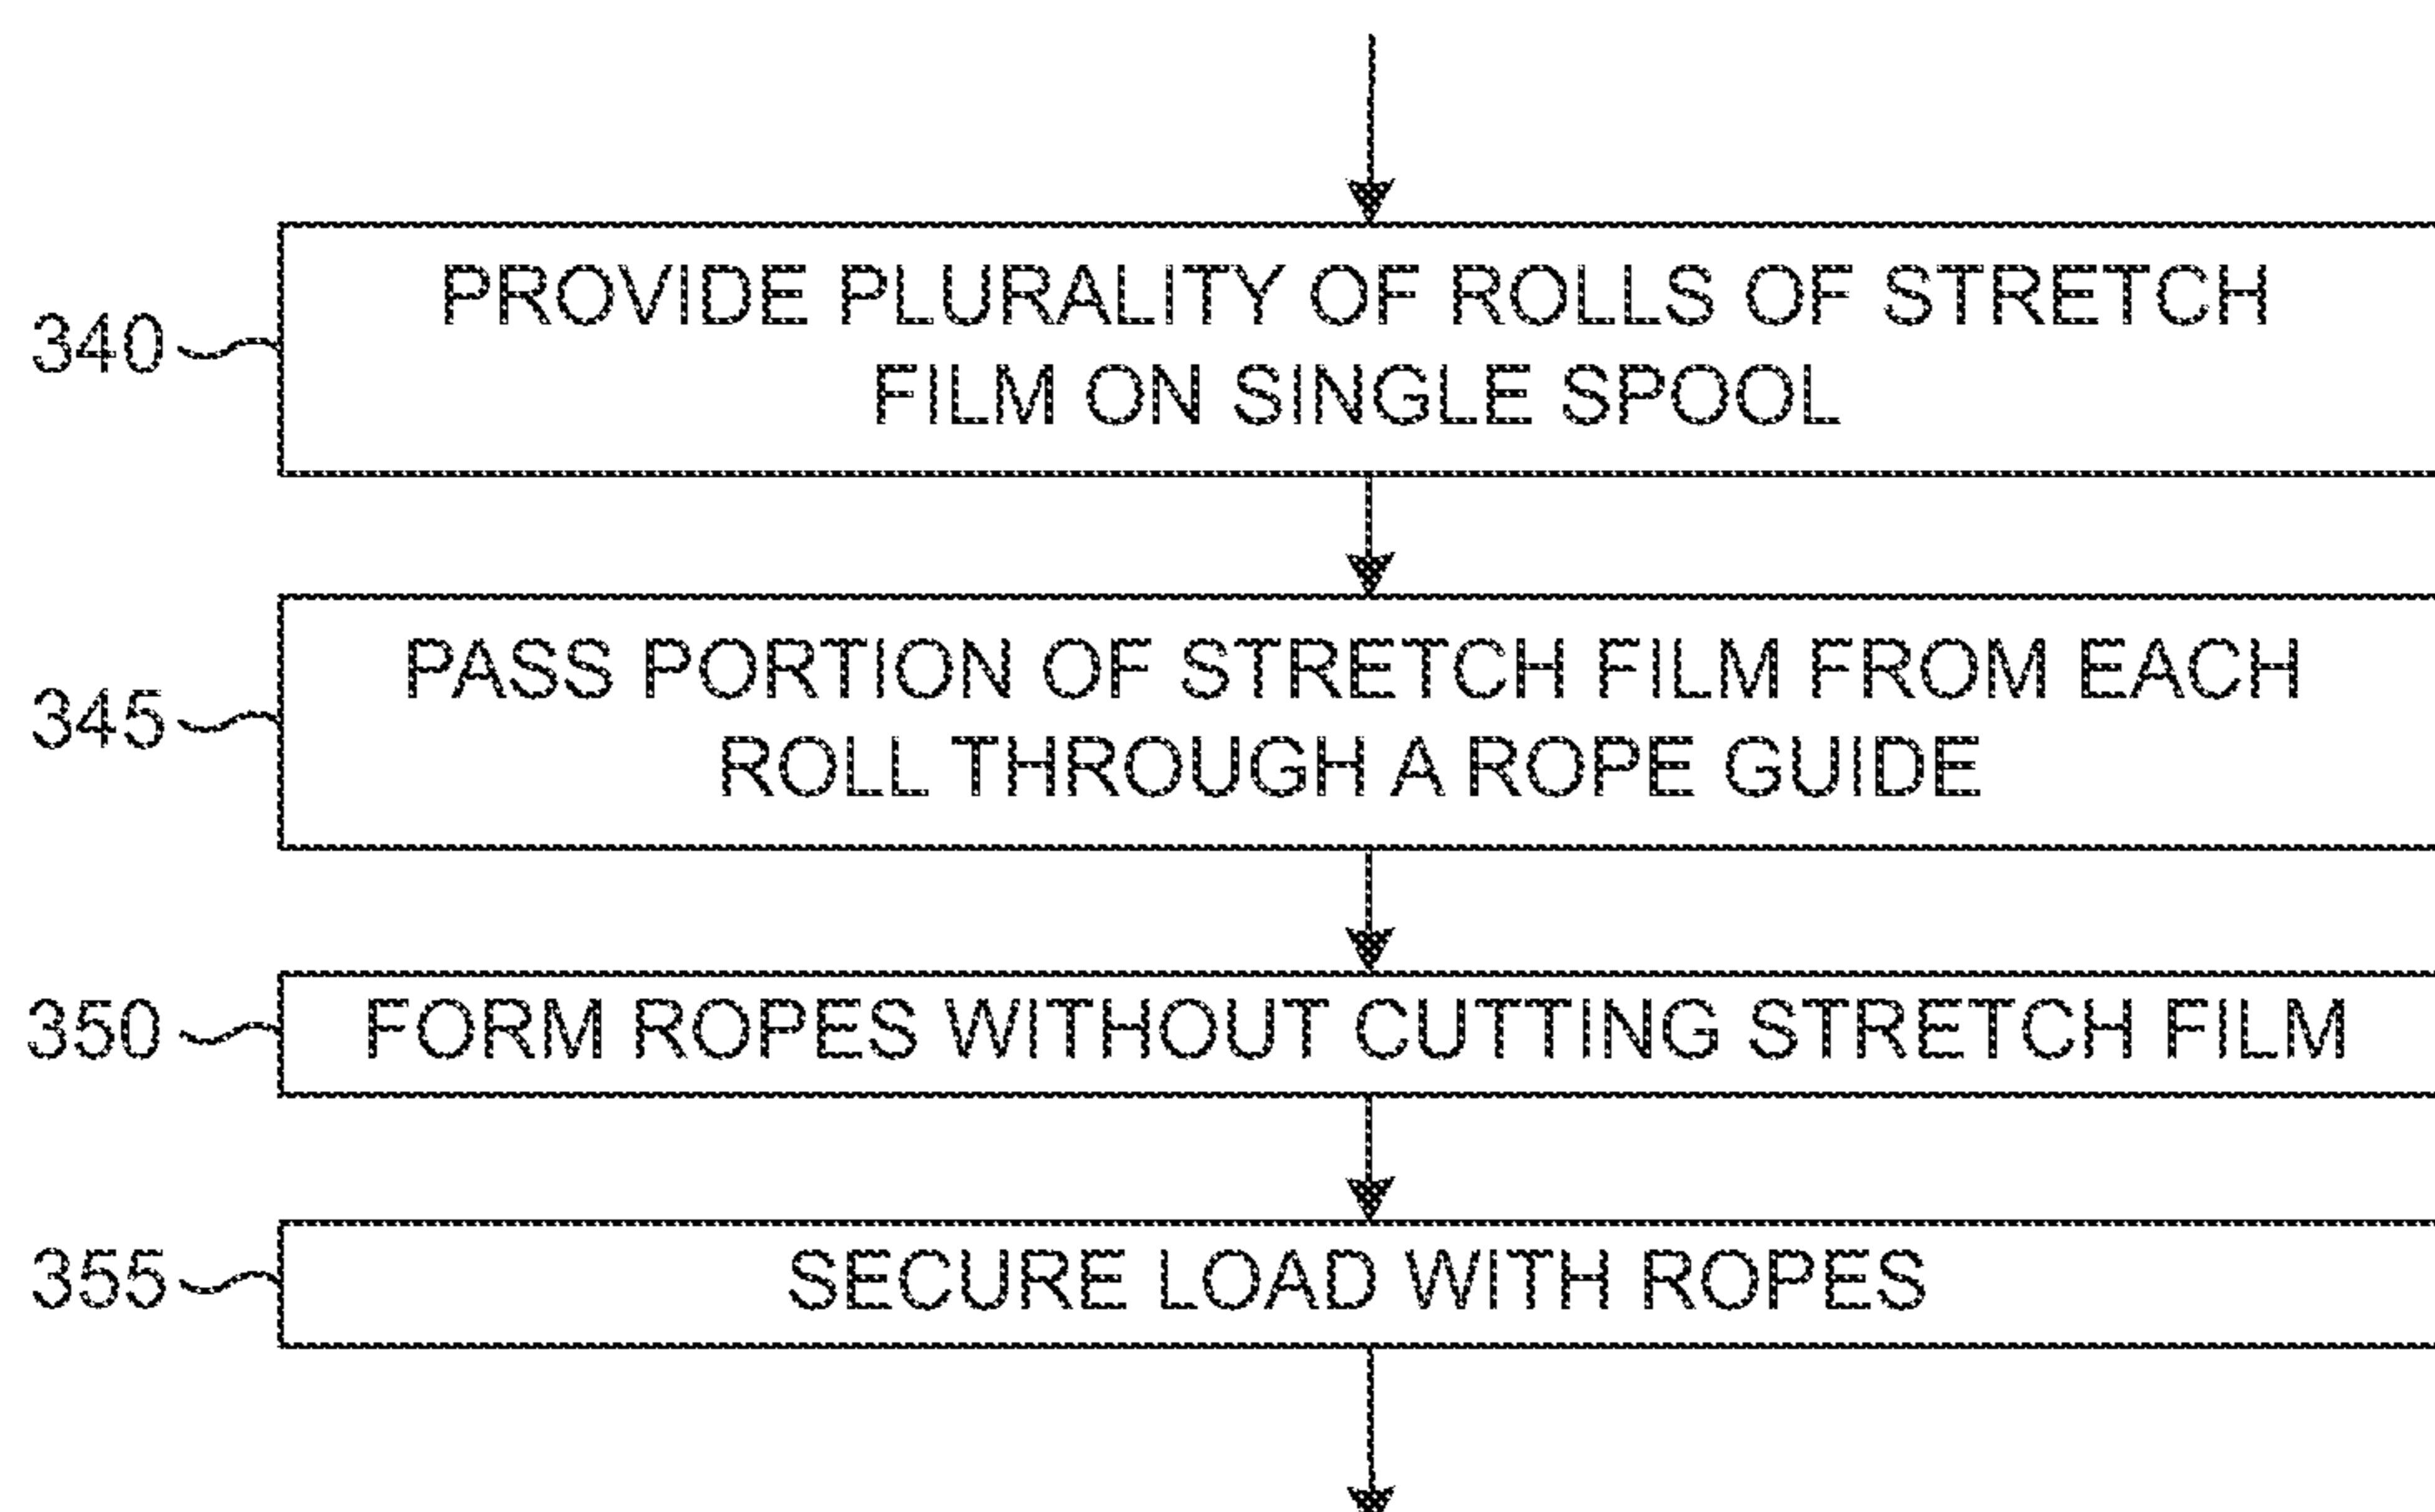 340
PROVIDE PLURALITY OF ROLLS OF STRETCH
FILM ON SINGLE SPOOL
345
PASS PORTION OF STRETCH FILM FROM EACH
ROLL THROUGH A ROPE GUIDE
350
FORM ROPES WITHOUT CUTTING STRETCH FILM
355
SECURE LOAD WITH ROPES